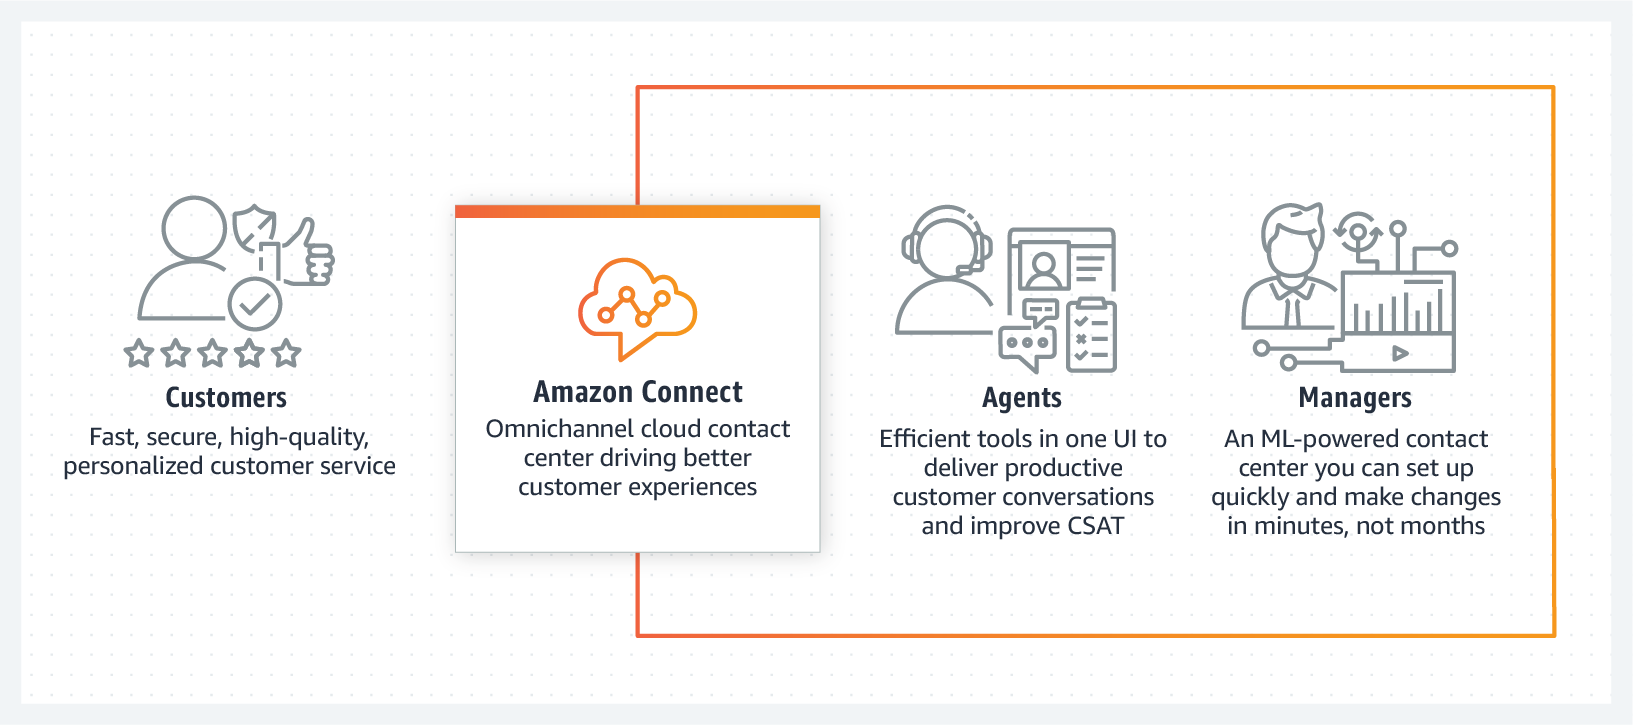 Customers
Fast, secure, high-quality,
personalized customer service
Amazon Connect
Omnichannel cloud contact
center driving better
customer experiences
Agents
Efficient tools in one UI to
deliver productive
customer conversations
and improve CSAT
Managers
An ML-powered contact
center you can set up
quickly and make changes
in minutes, not months